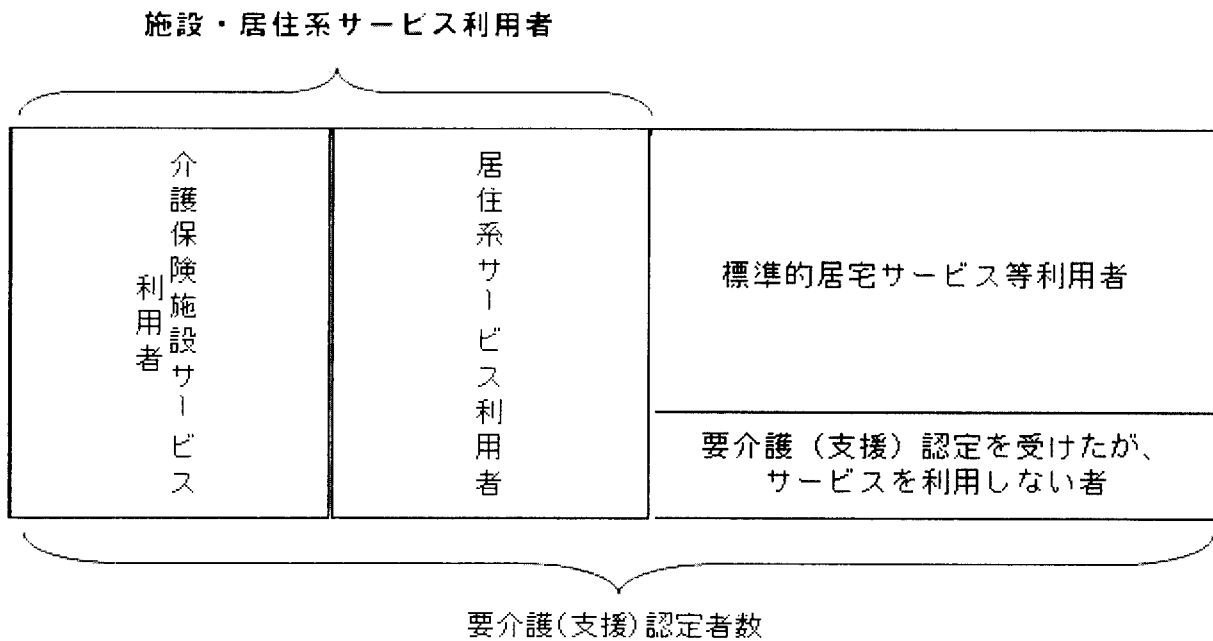 施設・居住系サービス利用者
介護保険施設サービス
利用者
居住系サービス利用者
標準的居宅サービス等利用者
要介護（支援）認定を受けたが、
サービスを利用しない者
要介護(支援)認定者数